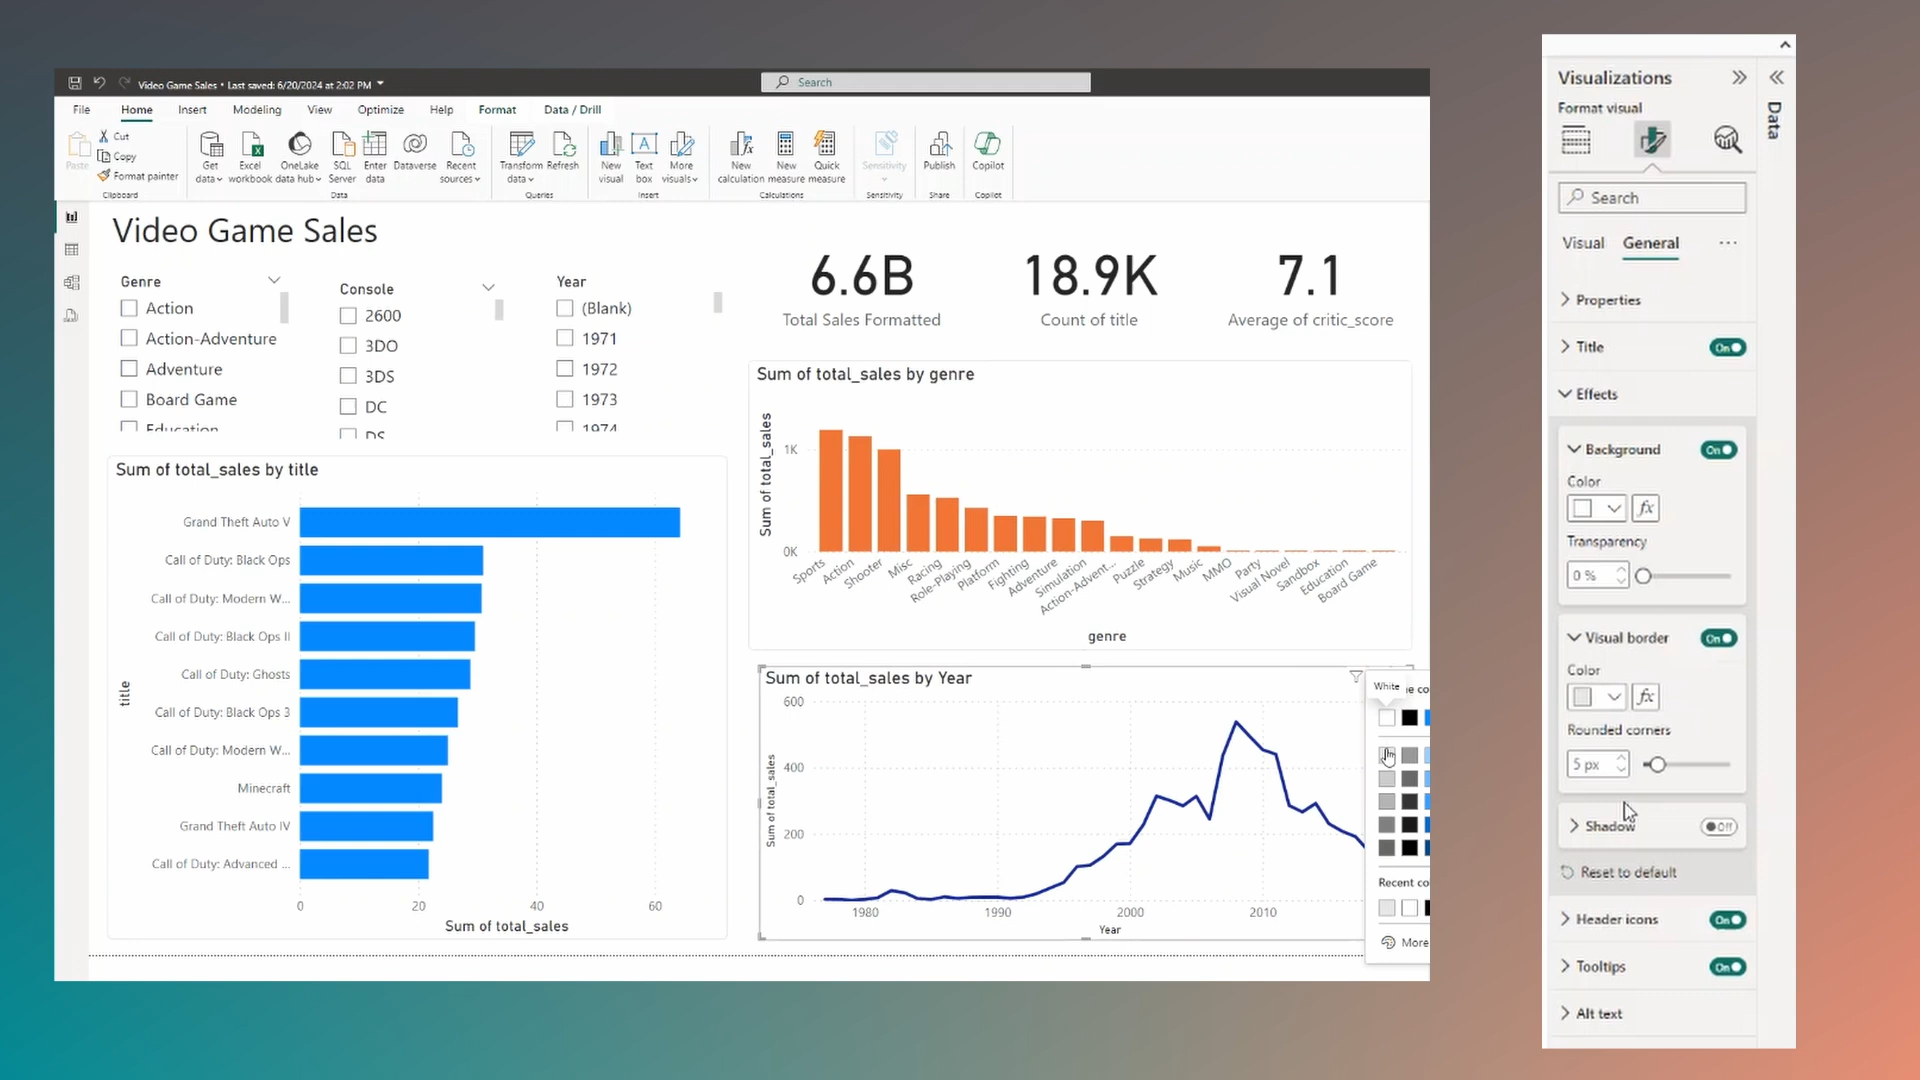 Video Game Sales • Last saved: 6/20/2024 at 2:02 PM
Search
File Home Insert Modeling View Optimize Help Format Data / Drill
Paste
Cut
Copy
Format painter
Clipboard
Get data
Excel workbook
OneLake data hub
SQL Server
Enter data
Dataverse
Recent sources
Data
Transform data
Refresh
Queries
New visual
Text box
More visuals
Insert
New calculation
New measure
Quick measure
Calculations
Sensitivity
Sensitivity
Publish
Share
Copilot
Copilot
Video Game Sales
Genre
Action
Action-Adventure
Adventure
Board Game
Education
Console
2600
3DO
3DS
DC
DS
Year
(Blank)
1971
1972
1973
1974
6.6B
Total Sales Formatted
18.9K
Count of title
7.1
Average of critic_score
Sum of total_sales by title
title
Grand Theft Auto V
Call of Duty: Black Ops
Call of Duty: Modern W...
Call of Duty: Black Ops II
Call of Duty: Ghosts
Call of Duty: Black Ops 3
Call of Duty: Modern W...
Minecraft
Grand Theft Auto IV
Call of Duty: Advanced ...
0 20 40 60
Sum of total_sales
Sum of total_sales by genre
Sum of total_sales
1K
0K
Sports Action Shooter Misc Racing Role-Playing Platform Fighting Adventure Simulation Action-Advent... Puzzle Strategy Music MMO Party Visual Novel Sandbox Education Board Game
genre
Sum of total_sales by Year
Sum of total_sales
600
400
200
0
1980 1990 2000 2010
Year
White
e co
Recent co
More
Visualizations
Data
Format visual
Search
Visual General ...
Properties
Title On
Effects
Background On
Color
fx
Transparency
0 %
Visual border On
Color
fx
Rounded corners
5 px
Shadow Off
Reset to default
Header icons On
Tooltips On
Alt text